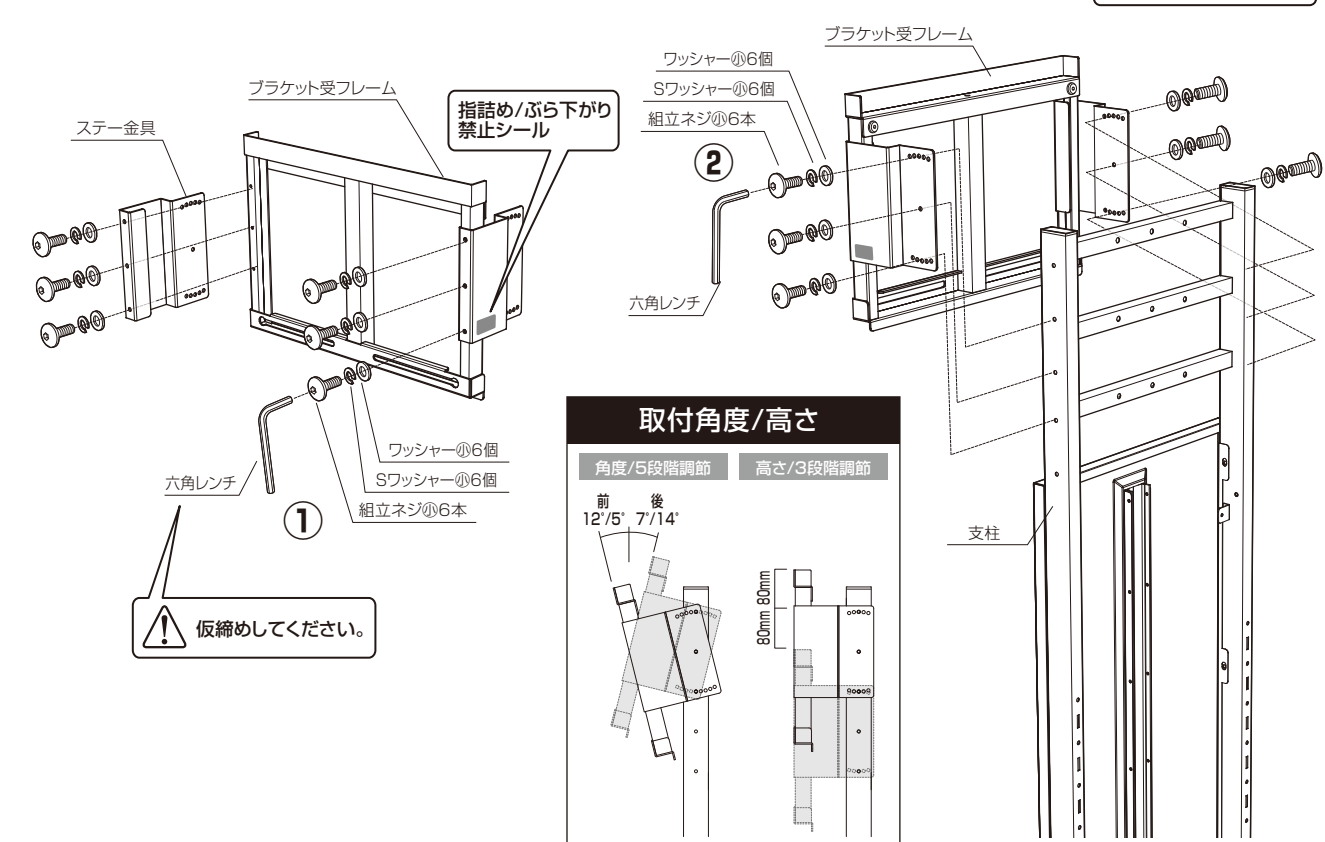 ステー金具
ブラケット受フレーム
指詰め/ぶら下がり
禁止シール
ワッシャー㊙6個
Sワッシャー小6個
組立ネジ小6本
六角レンチ
①
仮締めしてください。
ブラケット受フレーム
ワッシャー小6個
Sワッシャー小6個
組立ネジ小6本
②
六角レンチ
支柱
取付角度/高さ
角度/5段階調節
高さ/3段階調節
前 後
12°/5° 7°/14°
80mm 80mm